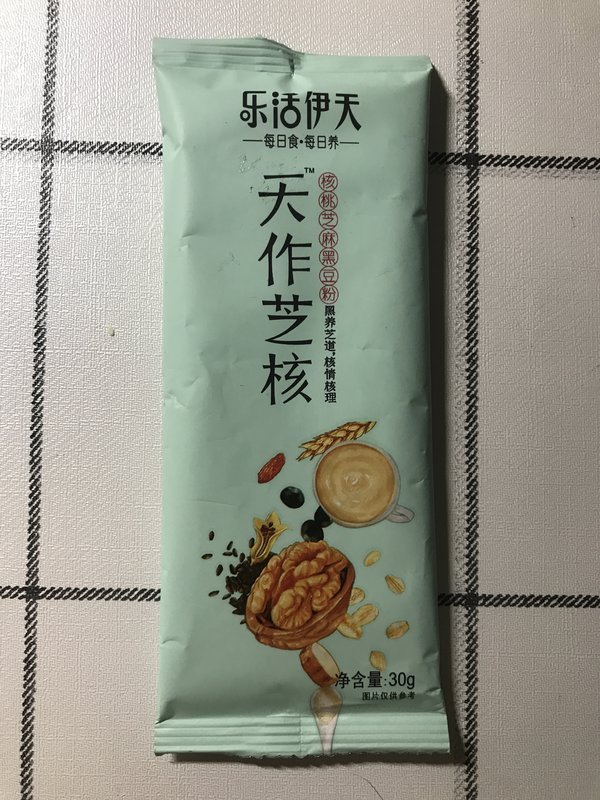 乐活伊天
每日食·每日养
天作芝核™
核桃芝麻黑豆粉
黑养芝道,核情核理
净含量:30g
图片仅供参考